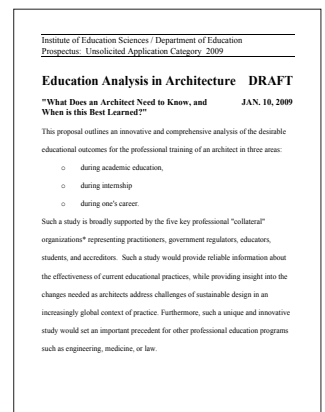 Institute of Education Sciences / Department of Education
Prospectus:  Unsolicited Application Category  2009
Education Analysis in Architecture   DRAFT
"What Does an Architect Need to Know, and   JAN. 10, 2009
When is this Best Learned?"
This proposal outlines an innovative and comprehensive analysis of the desirable
educational outcomes for the professional training of an architect in three areas:
o   during academic education,
o   during internship
o   during one's career.
Such a study is broadly supported by the five key professional "collateral"
organizations* representing practitioners, government regulators, educators,
students, and accreditors.  Such a study would provide reliable information about
the effectiveness of current educational practices, while providing insight into the
changes needed as architects address challenges of sustainable design in an
increasingly global context of practice. Furthermore, such a unique and innovative
study would set an important precedent for other professional education programs
such as engineering, medicine, or law.